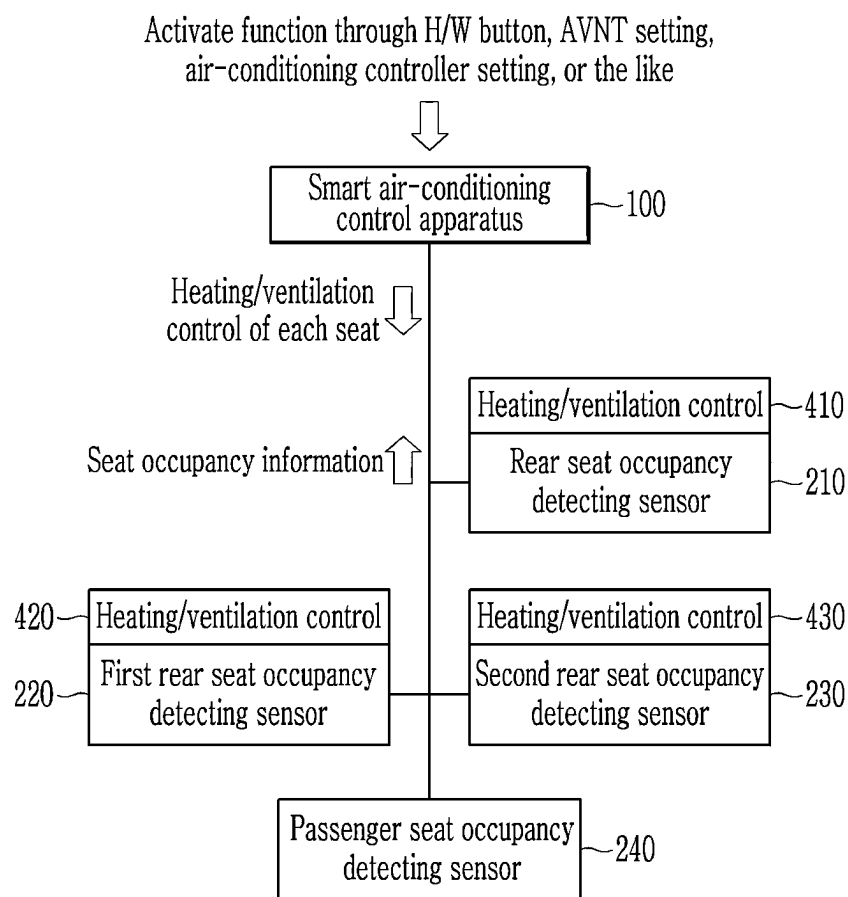 Activate function through H/W button, AVNT setting,
air-conditioning controller setting, or the like
Smart air-conditioning
control apparatus
100
Heating/ventilation
control of each seat
Heating/ventilation control
410
Seat occupancy information
Rear seat occupancy
detecting sensor
210
420
Heating/ventilation control
Heating/ventilation control
430
220
First rear seat occupancy
detecting sensor
Second rear seat occupancy
detecting sensor
230
Passenger seat occupancy
detecting sensor
240